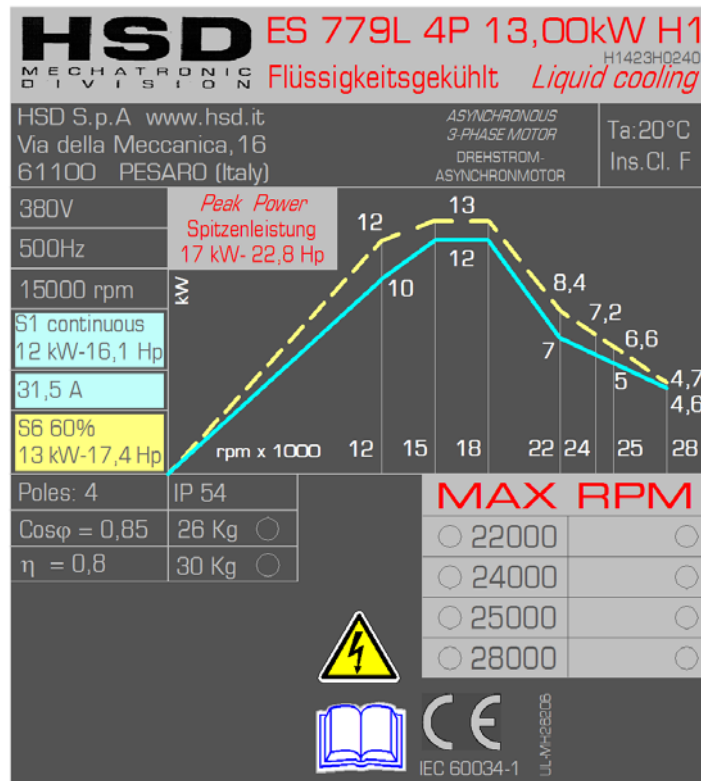 HSD ES 779L 4P 13,00kW H1
H1423H0240
MECHATRONIC
DIVISION
Flüssigkeitsgekühlt Liquid cooling
HSD S.p.A www.hsd.it
Via della Meccanica,16
61100 PESARO (Italy)
ASYNCHRONOUS
3-PHASE MOTOR
DREHSTROM-
ASYNCHRONMOTOR
Ta:20°C
Ins.Cl. F
380V
500Hz
15000 rpm
S1 continuous
12 kW-16,1 Hp
31,5 A
S6 60%
13 kW-17,4 Hp
Peak Power
Spitzenleistung
17 kW- 22,8 Hp
kW
12
13
10
12
8,4
7,2
6,6
7
5
4,7
4,6
rpm x 1000 12 15 18 22 24 25 28
Poles: 4 IP 54
Cosφ = 0,85 26 Kg
η = 0,8 30 Kg
MAX RPM
22000
24000
25000
28000
CE
IEC 60034-1
UL-MH28206